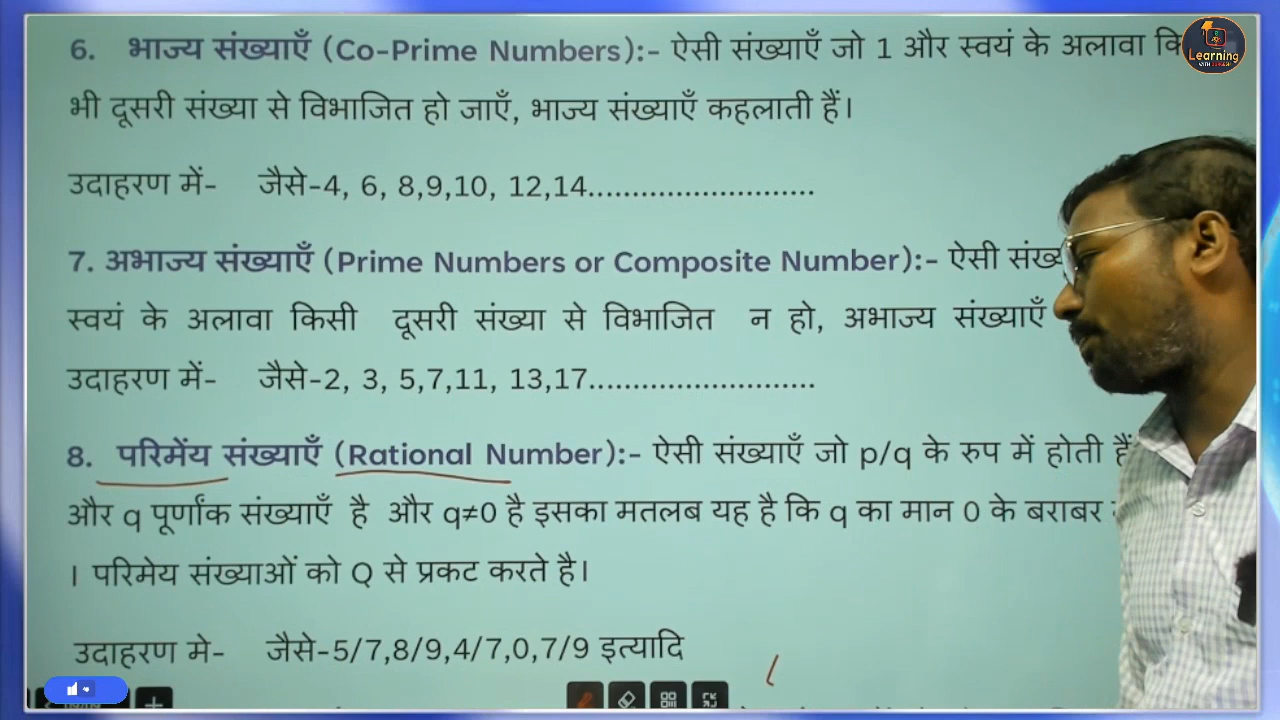 6. भाज्य संख्याएँ (Co-Prime Numbers):- ऐसी संख्याएँ जो 1 और स्वयं के अलावा
भी दूसरी संख्या से विभाजित हो जाएँ, भाज्य संख्याएँ कहलाती हैं।
उदाहरण में- जैसे-4, 6, 8,9,10, 12,14..........................
7. अभाज्य संख्याएँ (Prime Numbers or Composite Number):- ऐसी
स्वयं के अलावा किसी दूसरी संख्या से विभाजित न हो, अभाज्य संख्याएँ
उदाहरण में- जैसे-2, 3, 5,7,11, 13,17..........................
8. परिमेंय संख्याएँ (Rational Number):- ऐसी संख्याएँ जो p/q के रुप में होती हैं
और q पूर्णांक संख्याएँ है और q≠0 है इसका मतलब यह है कि q का मान 0 के बराबर
। परिमेय संख्याओं को Q से प्रकट करते है।
उदाहरण मे- जैसे-5/7,8/9,4/7,0,7/9 इत्यादि
Learning